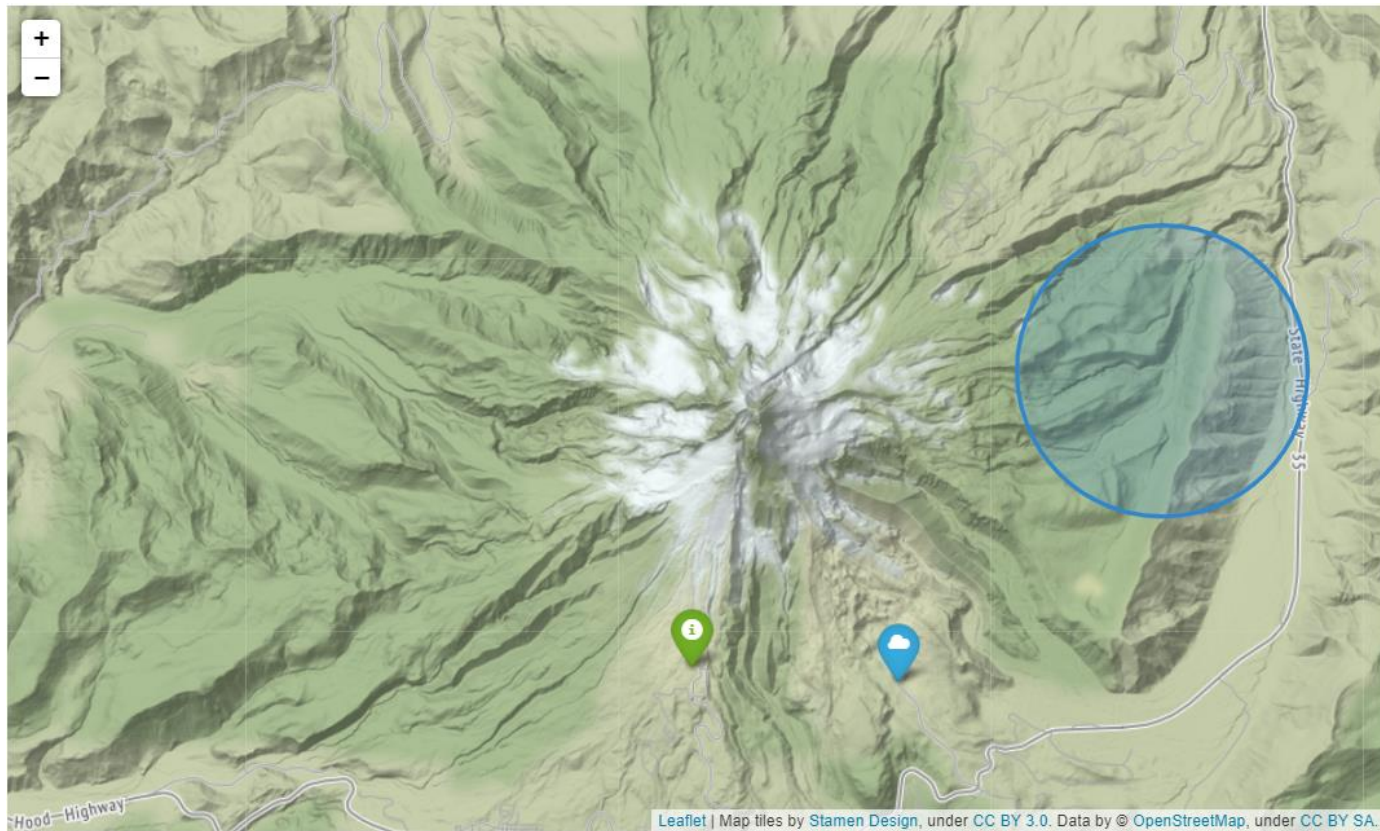 +
−
State Highway 35
Hood Highway
i
Leaflet | Map tiles by Stamen Design, under CC BY 3.0. Data by © OpenStreetMap, under CC BY SA.